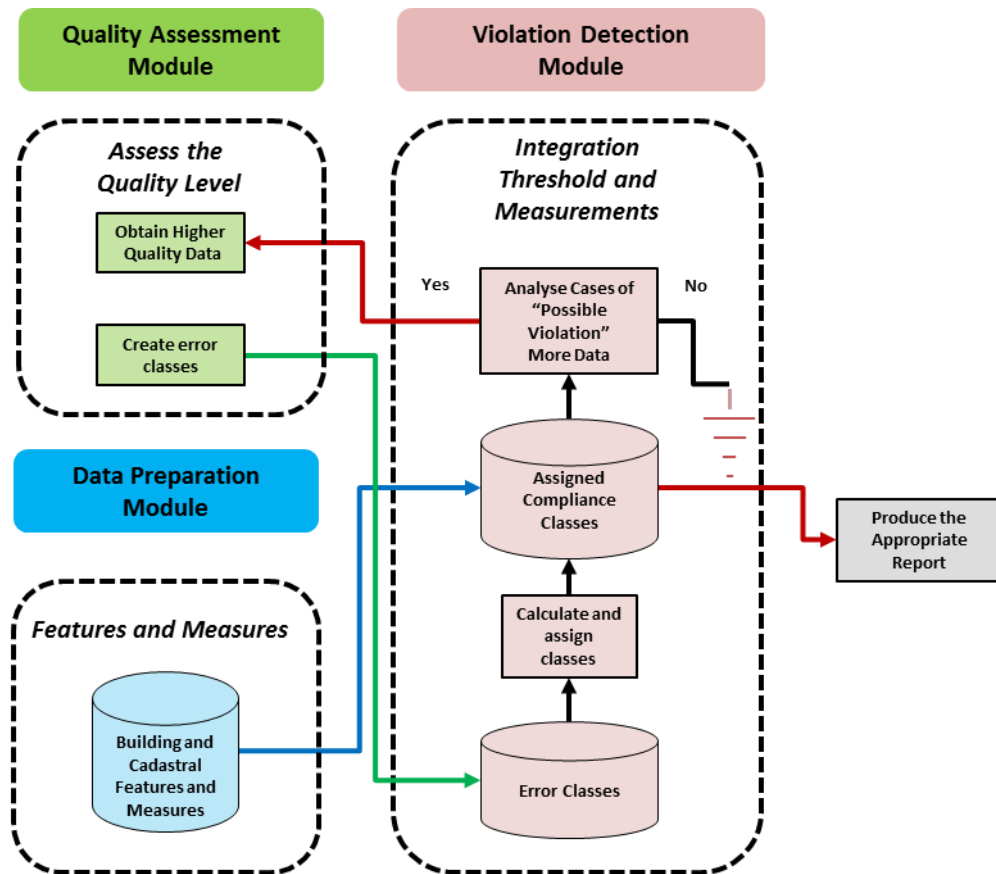 Quality Assessment
Module
Violation Detection
Module
Assess the
Quality Level
Obtain Higher
Quality Data
Create error
classes
Integration
Threshold and
Measurements
Yes
Analyse Cases of
“Possible
Violation”
More Data
No
Data Preparation
Module
Assigned
Compliance
Classes
Produce the
Appropriate
Report
Features and Measures
Calculate and
assign
classes
Building and
Cadastral
Features and
Measures
Error Classes